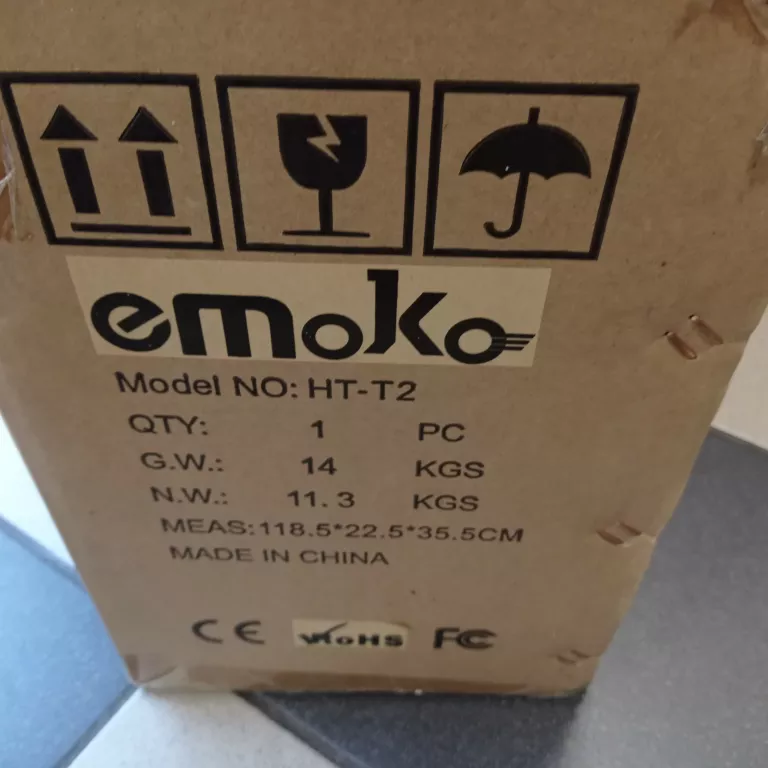 emoko
Model NO: HT-T2
QTY: 1 PC
G.W.: 14 KGS
N.W.: 11.3 KGS
MEAS:118.5*22.5*35.5CM
MADE IN CHINA
CE RoHS FC